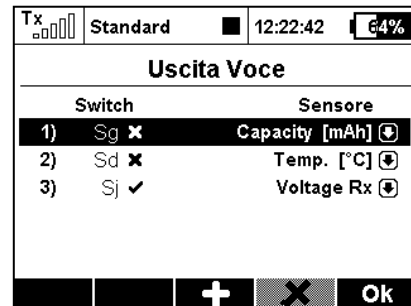 Tx Standard 12:22:42 64%
Uscita Voce
Switch Sensore
1) Sg Capacity [mAh]
2) Sd Temp. [°C]
3) Sj Voltage Rx
Ok